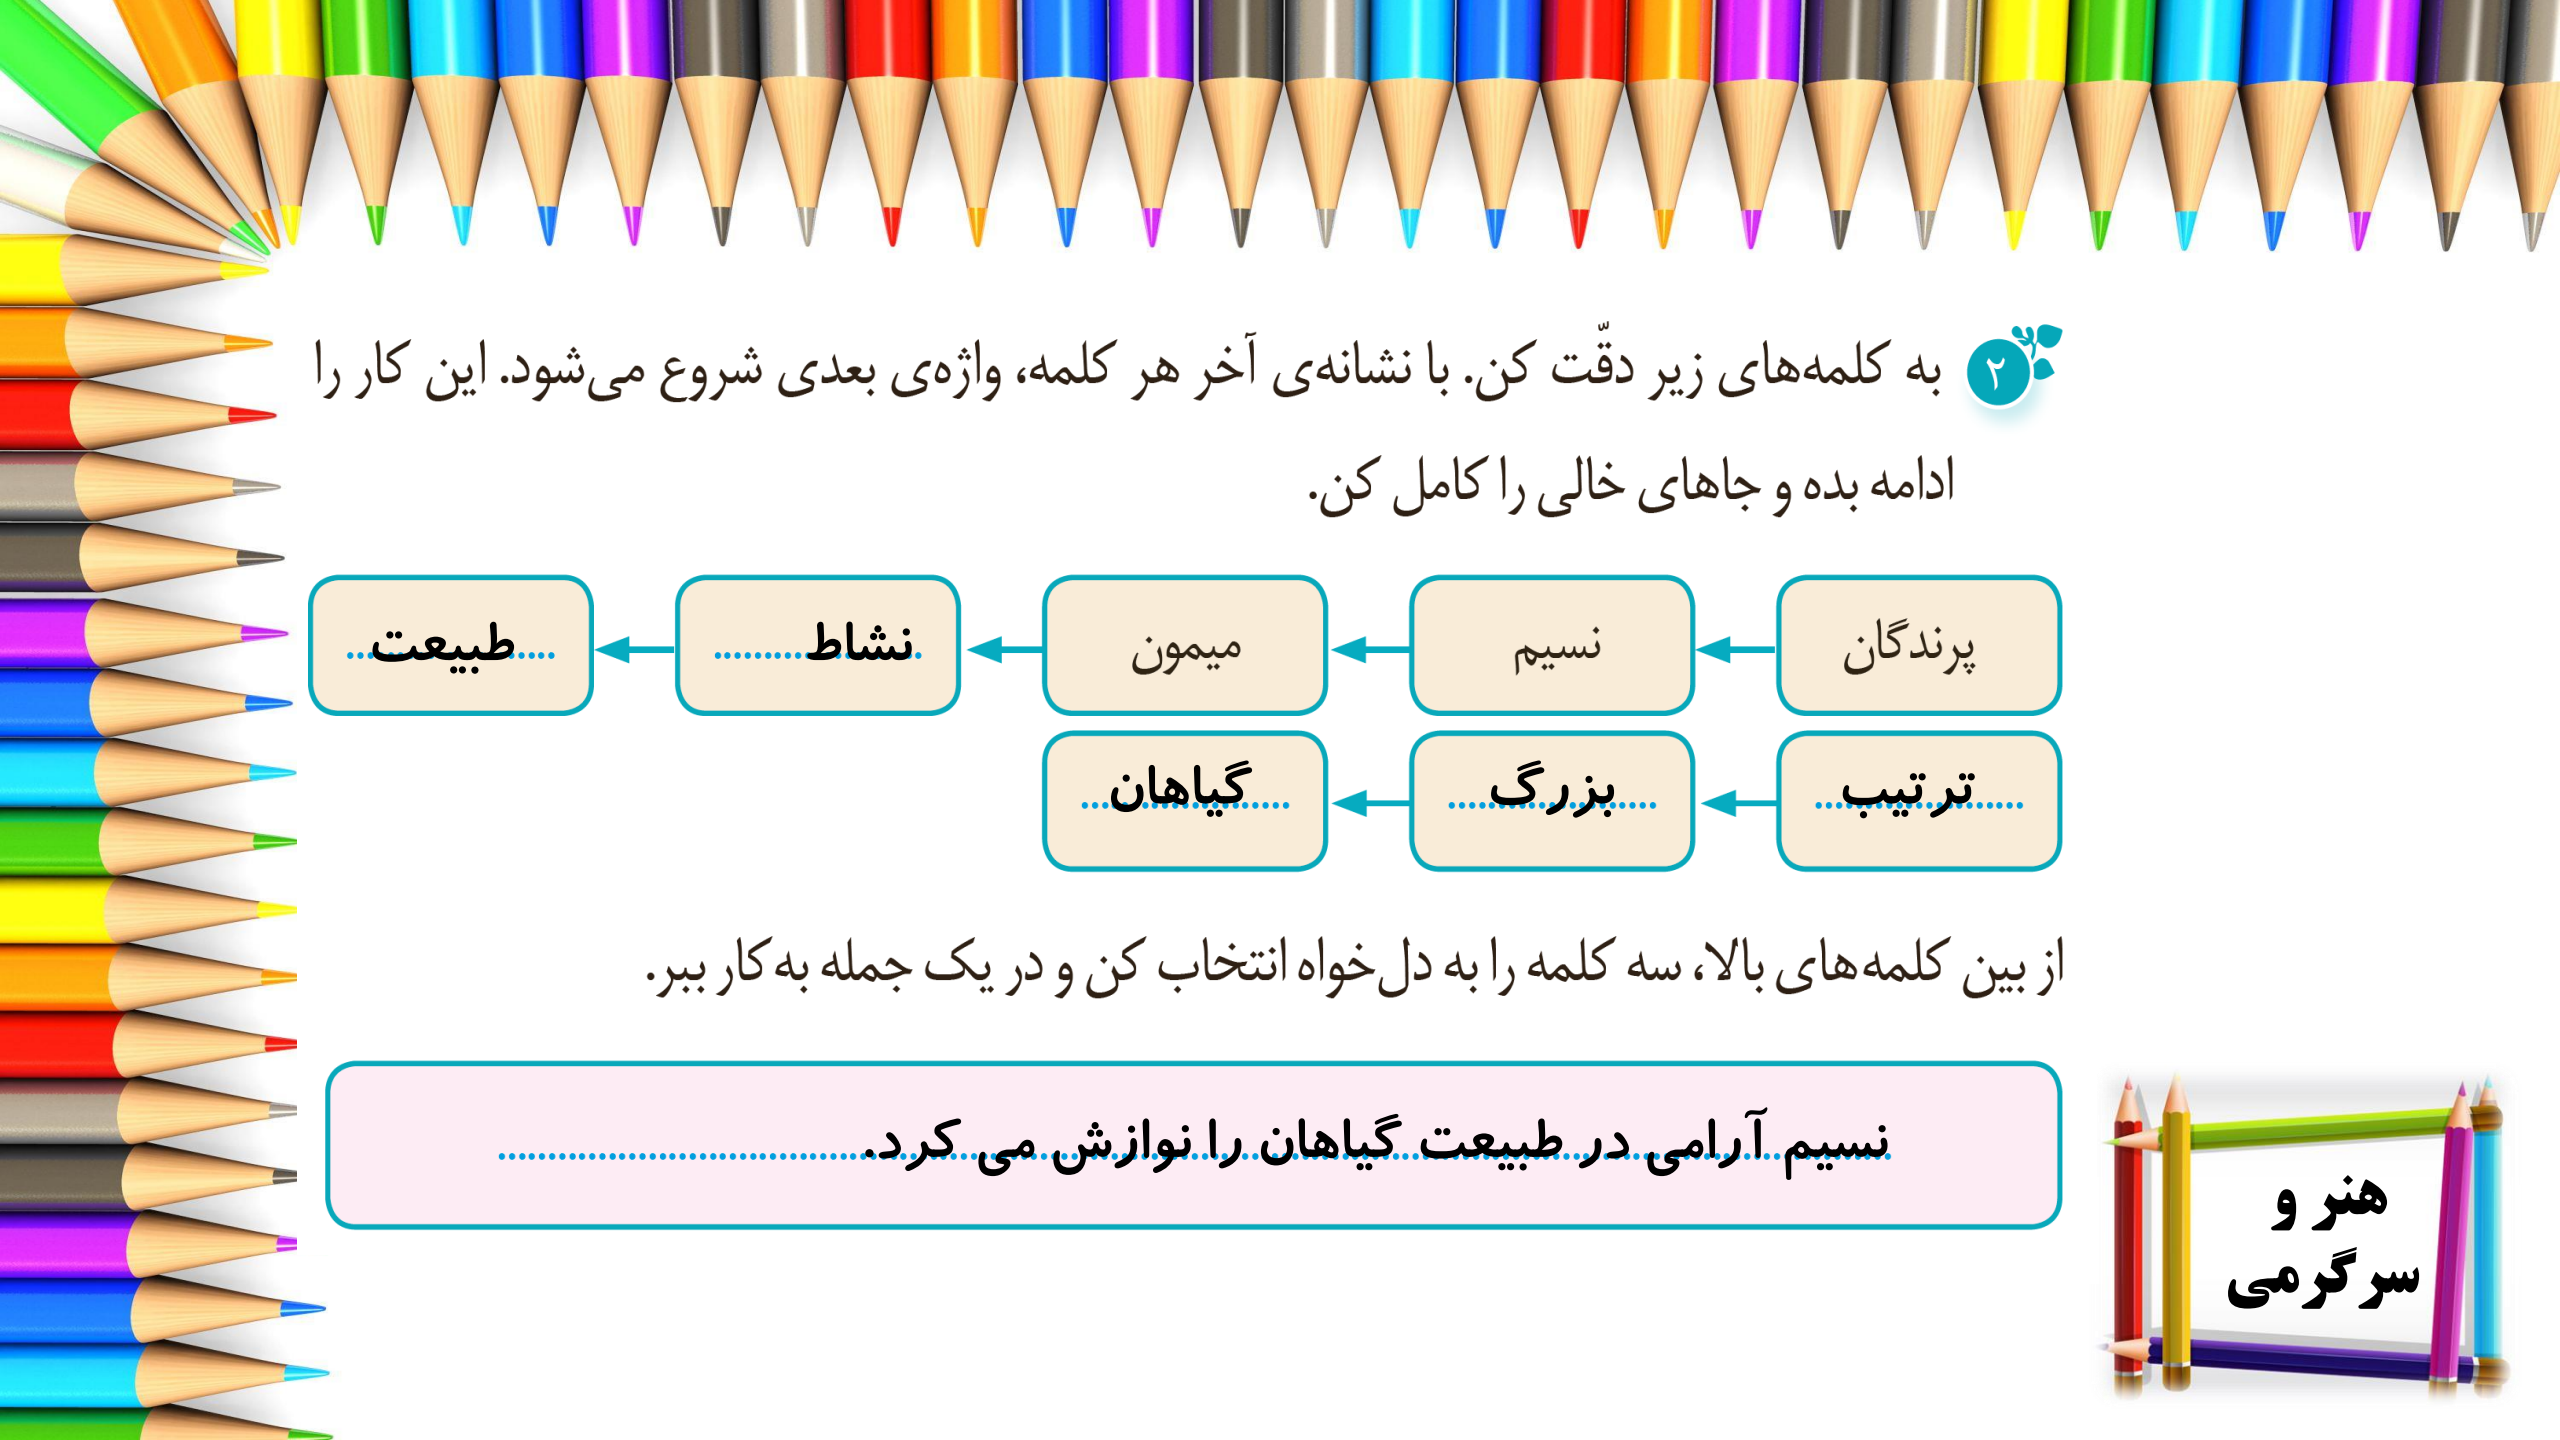 ۲ به کلمه‌های زیر دقّت کن. با نشانه‌ی آخر هر کلمه، واژه‌ی بعدی شروع می‌شود. این کار را
ادامه بده و جاهای خالی را کامل کن.
پرندگان نسیم میمون نشاط طبیعت
ترتیب بزرگ گیاهان
از بین کلمه‌های بالا، سه کلمه را به دل‌خواه انتخاب کن و در یک جمله به‌کار ببر.
نسیم آرامی در طبیعت گیاهان را نوازش می کرد.
هنر و
سرگرمی